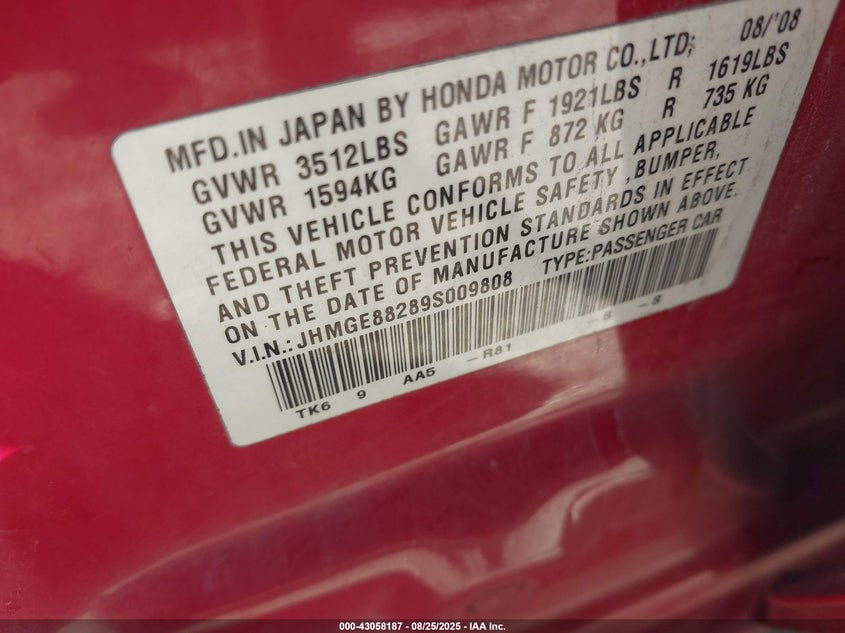 08/'08
MFD.IN JAPAN BY HONDA MOTOR CO.,LTD;
GVWR 3512LBS GAWR F 1921LBS R 1619LBS
GVWR 1594KG GAWR F 872 KG R 735 KG
THIS VEHICLE CONFORMS TO ALL APPLICABLE
FEDERAL MOTOR VEHICLE SAFETY ,BUMPER,
AND THEFT PREVENTION STANDARDS IN EFFECT
ON THE DATE OF MANUFACTURE SHOWN ABOVE.
V.I.N.: JHMGE88289S009808 TYPE:PASSENGER CAR
TK6 9 AA5 -R81 -B -S
000-43058187 - 08/25/2025 - IAA Inc.